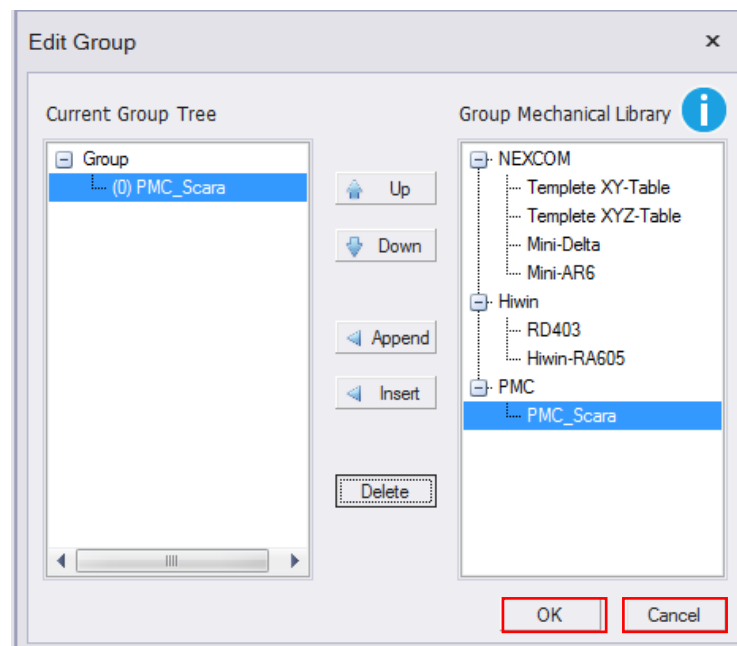 Edit Group
×
Current Group Tree
Group Mechanical Library
i
Group
(0) PMC_Scara
Up
Down
Append
Insert
Delete
NEXCOM
Templete XY-Table
Templete XYZ-Table
Mini-Delta
Mini-AR6
Hiwin
RD403
Hiwin-RA605
PMC
PMC_Scara
OK
Cancel